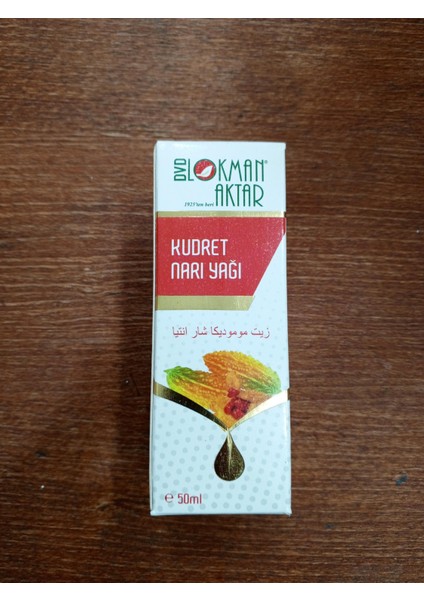 DVD LOKMAN®
AKTAR
1925'ten beri
KUDRET
NARI YAĞI
زيت موموديكا شار انتيا
e 50ml